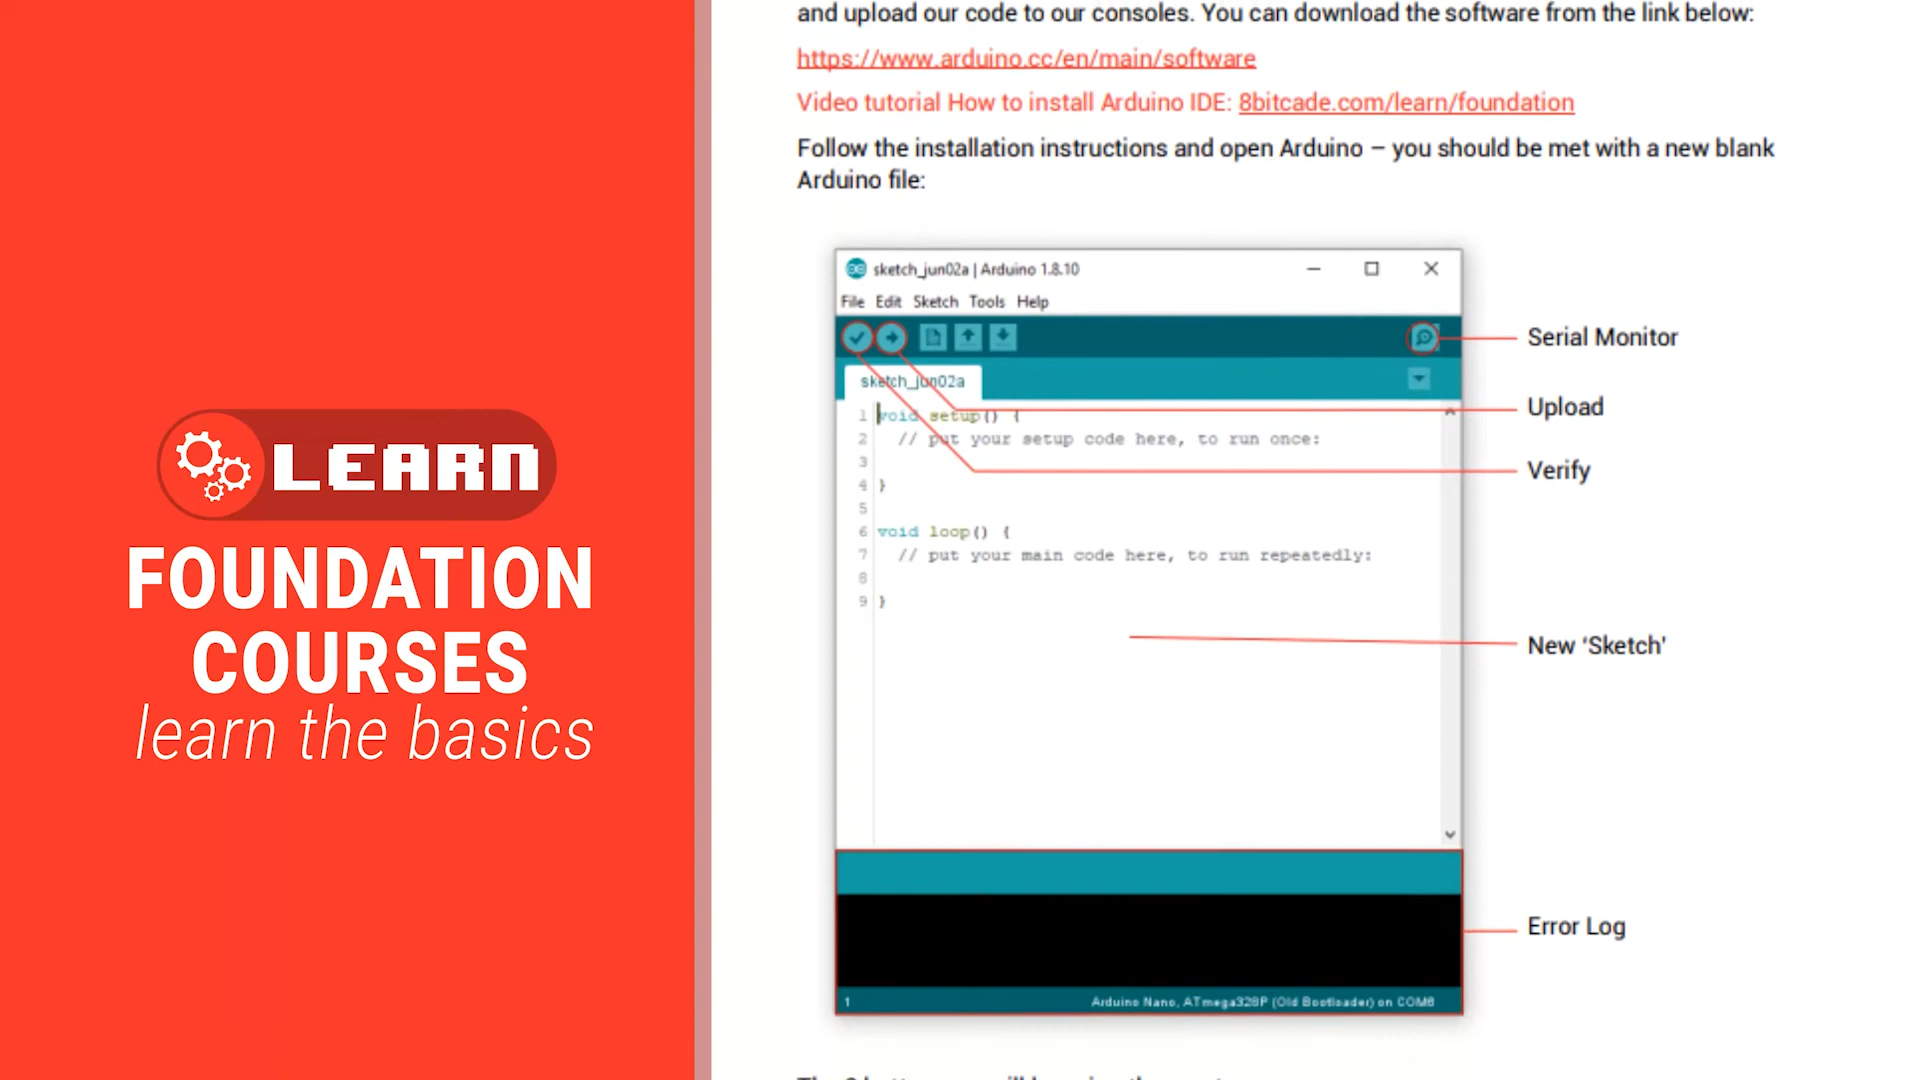 LEARN
FOUNDATION
COURSES
learn the basics
and upload our code to our consoles. You can download the software from the link below:
https://www.arduino.cc/en/main/software
Video tutorial How to install Arduino IDE: 8bitcade.com/learn/foundation
Follow the installation instructions and open Arduino – you should be met with a new blank
Arduino file:
sketch_jun02a | Arduino 1.8.10
File Edit Sketch Tools Help
Serial Monitor
sketch_jun02a
Upload
1 void setup() {
2 // put your setup code here, to run once:
3
Verify
4 }
5
6 void loop() {
7 // put your main code here, to run repeatedly:
8
9 }
New ‘Sketch’
Error Log
1 Arduino Nano, ATmega328P (Old Bootloader) on COM6